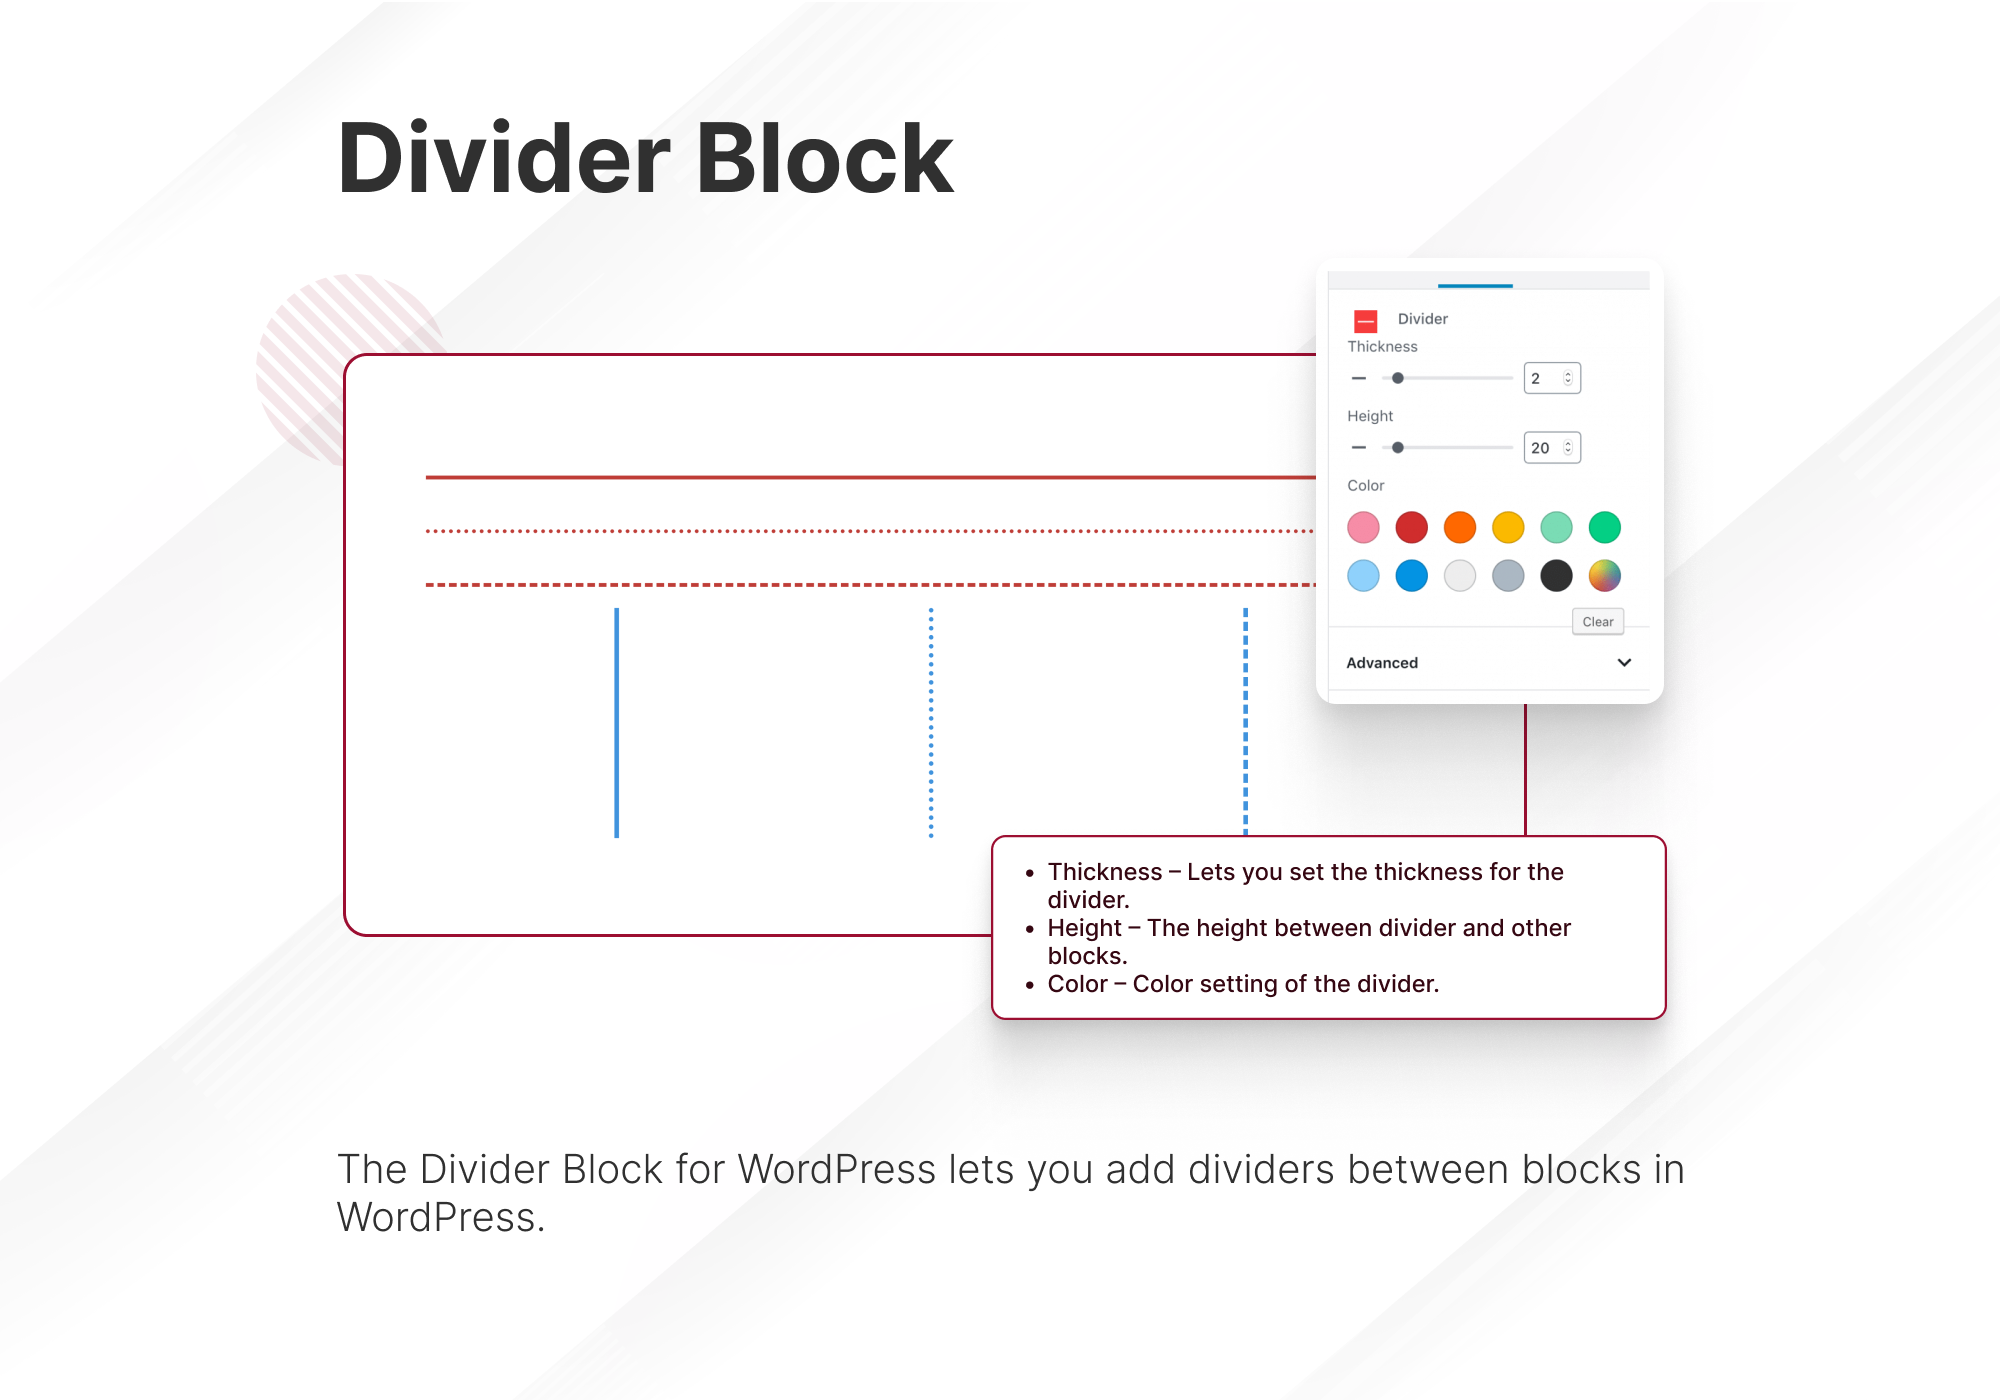 Divider Block
Divider
Thickness
2
Height
20
Color
Clear
Advanced
• Thickness – Lets you set the thickness for the
divider.
• Height – The height between divider and other
blocks.
• Color – Color setting of the divider.
The Divider Block for WordPress lets you add dividers between blocks in
WordPress.